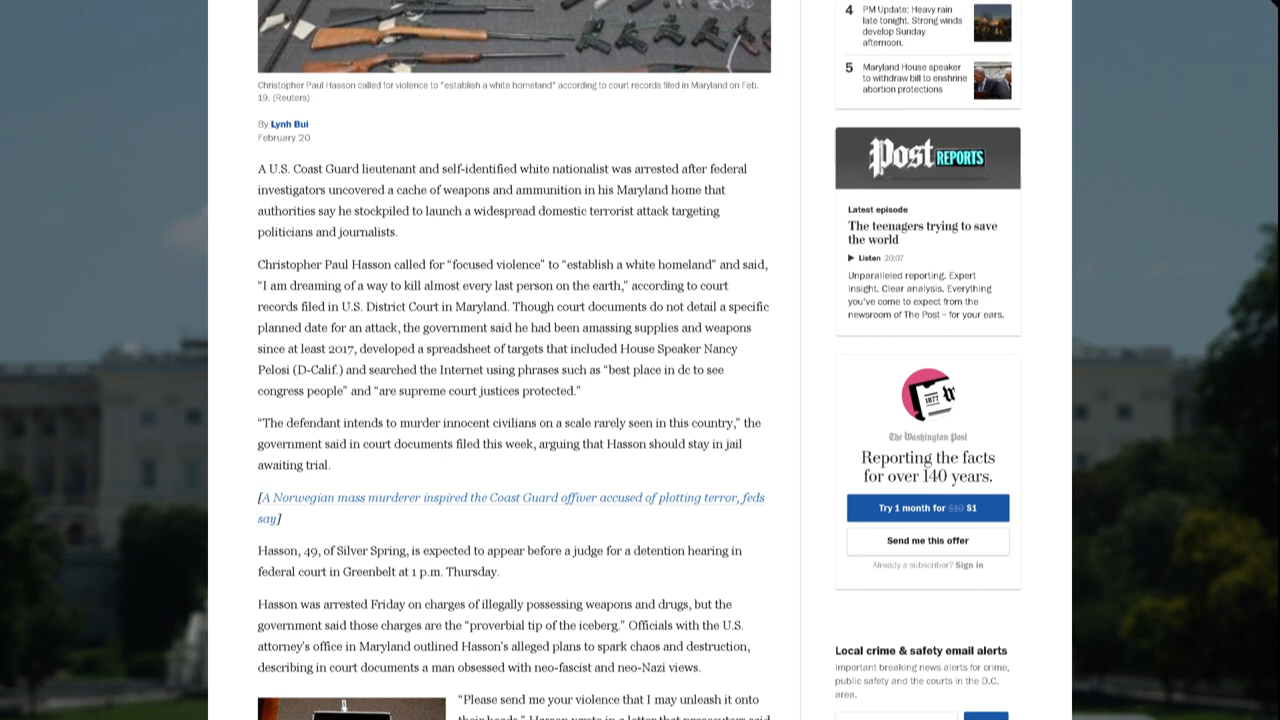 Christopher Paul Hasson called for violence to "establish a white homeland" according to court records filed in Maryland on Feb.
19. (Reuters)
By Lynh Bui
February 20
A U.S. Coast Guard lieutenant and self-identified white nationalist was arrested after federal
investigators uncovered a cache of weapons and ammunition in his Maryland home that
authorities say he stockpiled to launch a widespread domestic terrorist attack targeting
politicians and journalists.
Christopher Paul Hasson called for “focused violence” to “establish a white homeland” and said,
“I am dreaming of a way to kill almost every last person on the earth,” according to court
records filed in U.S. District Court in Maryland. Though court documents do not detail a specific
planned date for an attack, the government said he had been amassing supplies and weapons
since at least 2017, developed a spreadsheet of targets that included House Speaker Nancy
Pelosi (D-Calif.) and searched the Internet using phrases such as “best place in dc to see
congress people” and “are supreme court justices protected.”
“The defendant intends to murder innocent civilians on a scale rarely seen in this country,” the
government said in court documents filed this week, arguing that Hasson should stay in jail
awaiting trial.
[A Norwegian mass murderer inspired the Coast Guard offiver accused of plotting terror, feds
say]
Hasson, 49, of Silver Spring, is expected to appear before a judge for a detention hearing in
federal court in Greenbelt at 1 p.m. Thursday.
Hasson was arrested Friday on charges of illegally possessing weapons and drugs, but the
government said those charges are the “proverbial tip of the iceberg.” Officials with the U.S.
attorney’s office in Maryland outlined Hasson’s alleged plans to spark chaos and destruction,
describing in court documents a man obsessed with neo-fascist and neo-Nazi views.
“Please send me your violence that I may unleash it onto
their heads,” Hasson wrote in a letter that prosecutors said
4 PM Update: Heavy rain
late tonight. Strong winds
develop Sunday
afternoon.
5 Maryland House speaker
to withdraw bill to enshrine
abortion protections
Post REPORTS
Latest episode
The teenagers trying to save
the world
Listen 20:07
Unparalleled reporting. Expert
insight. Clear analysis. Everything
you've come to expect from the
newsroom of The Post – for your ears.
1877
The Washington Post
Reporting the facts
for over 140 years.
Try 1 month for $10 $1
Send me this offer
Already a subscriber? Sign in
Local crime & safety email alerts
Important breaking news alerts for crime,
public safety and the courts in the D.C.
area.